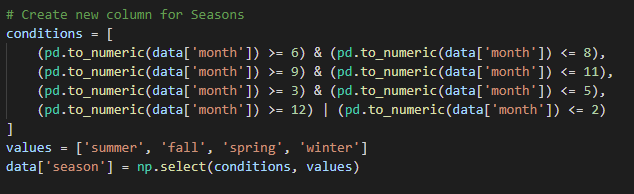 # Create new column for Seasons
conditions = [
    (pd.to_numeric(data['month']) >= 6) & (pd.to_numeric(data['month']) <= 8),
    (pd.to_numeric(data['month']) >= 9) & (pd.to_numeric(data['month']) <= 11),
    (pd.to_numeric(data['month']) >= 3) & (pd.to_numeric(data['month']) <= 5),
    (pd.to_numeric(data['month']) >= 12) | (pd.to_numeric(data['month']) <= 2)
]
values = ['summer', 'fall', 'spring', 'winter']
data['season'] = np.select(conditions, values)